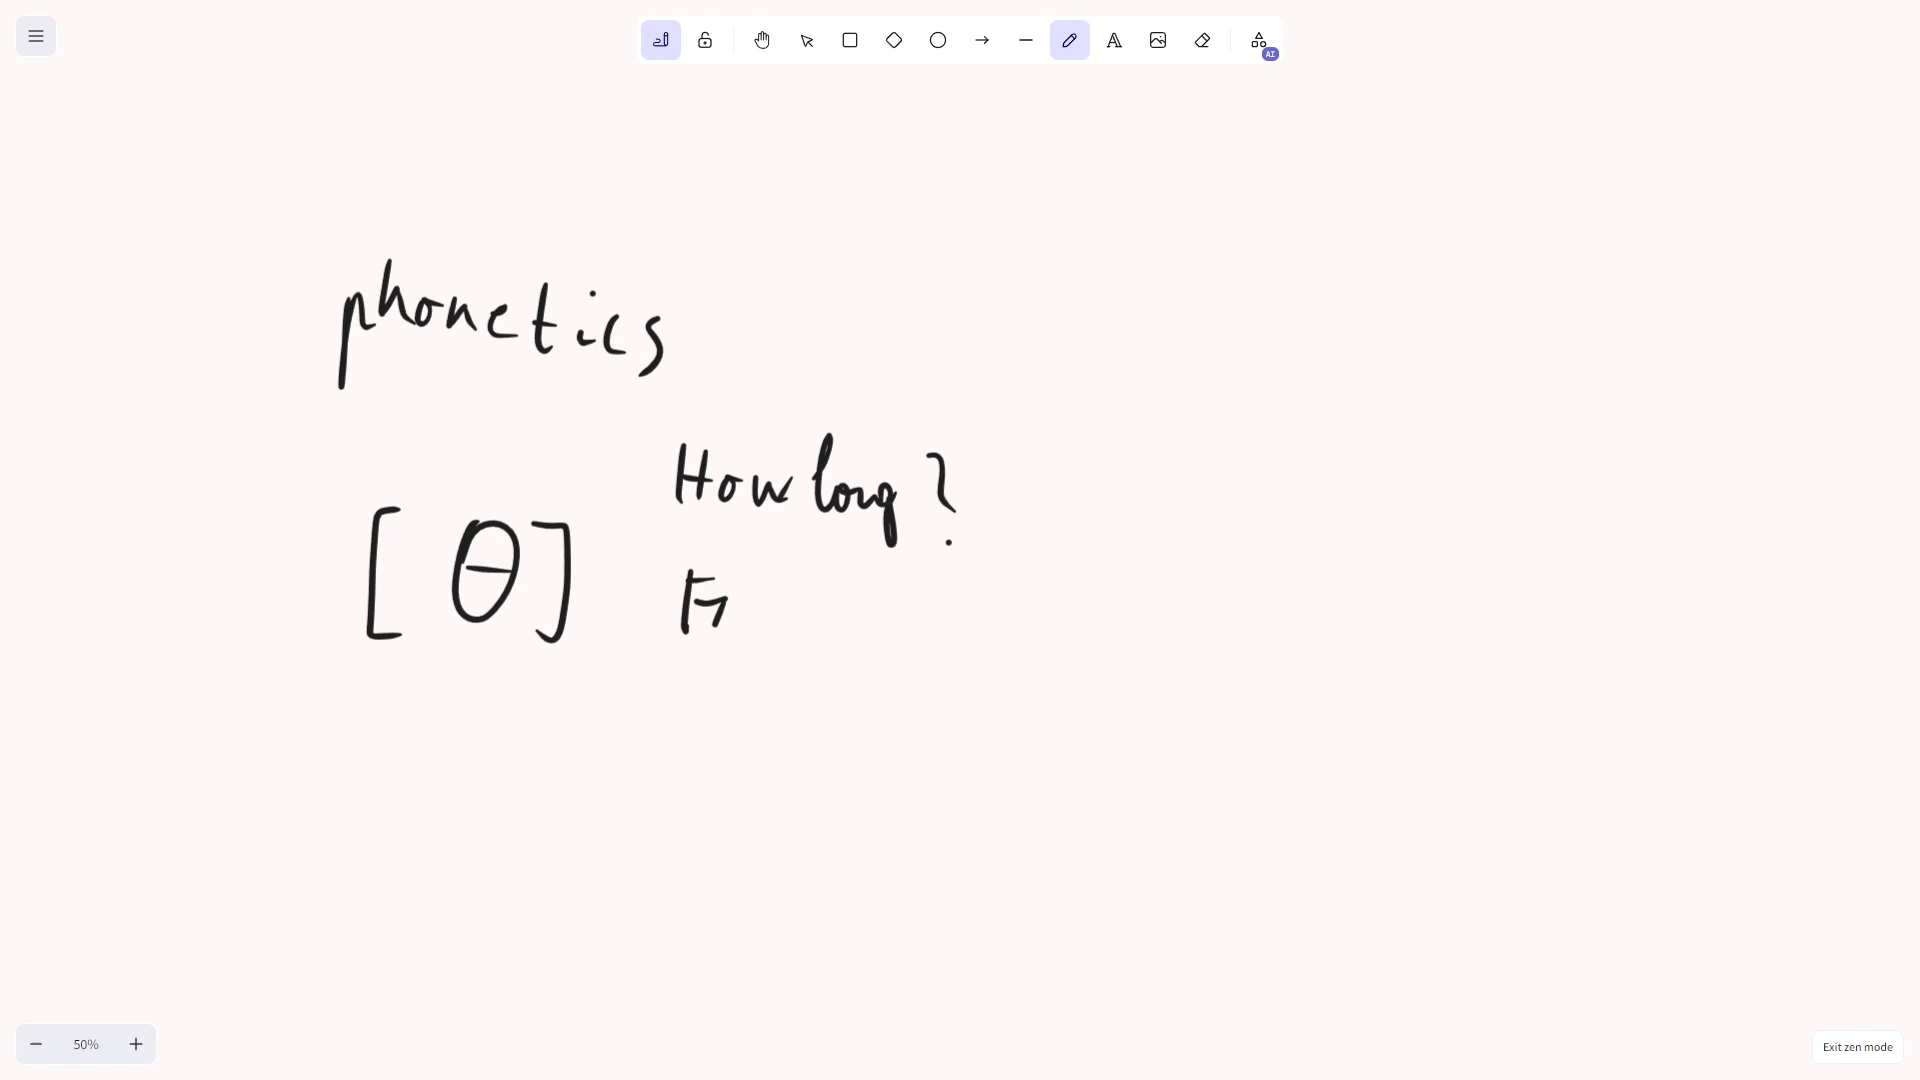 phonetics
How long?
[θ]
50%
Exit zen mode